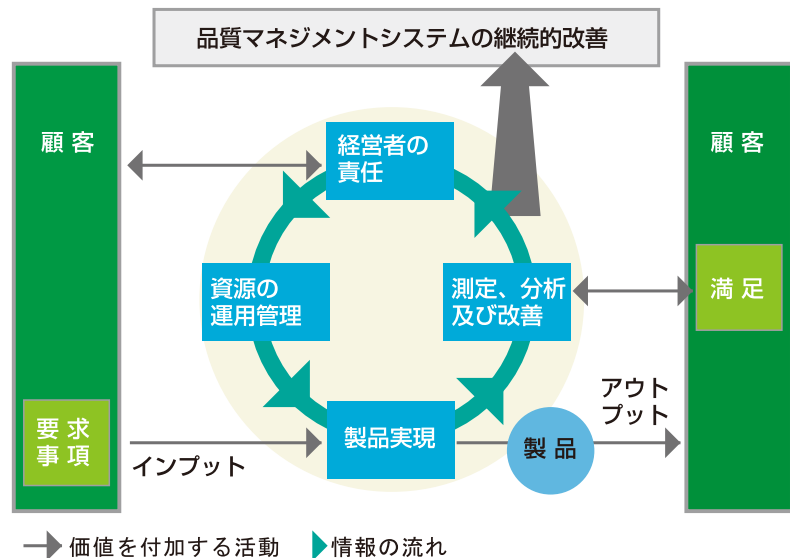 品質マネジメントシステムの継続的改善
顧客
顧客
経営者の
責任
資源の
運用管理
測定、分析
及び改善
満足
アウト
プット
要求
事項
インプット
製品実現
製品
価値を付加する活動
情報の流れ